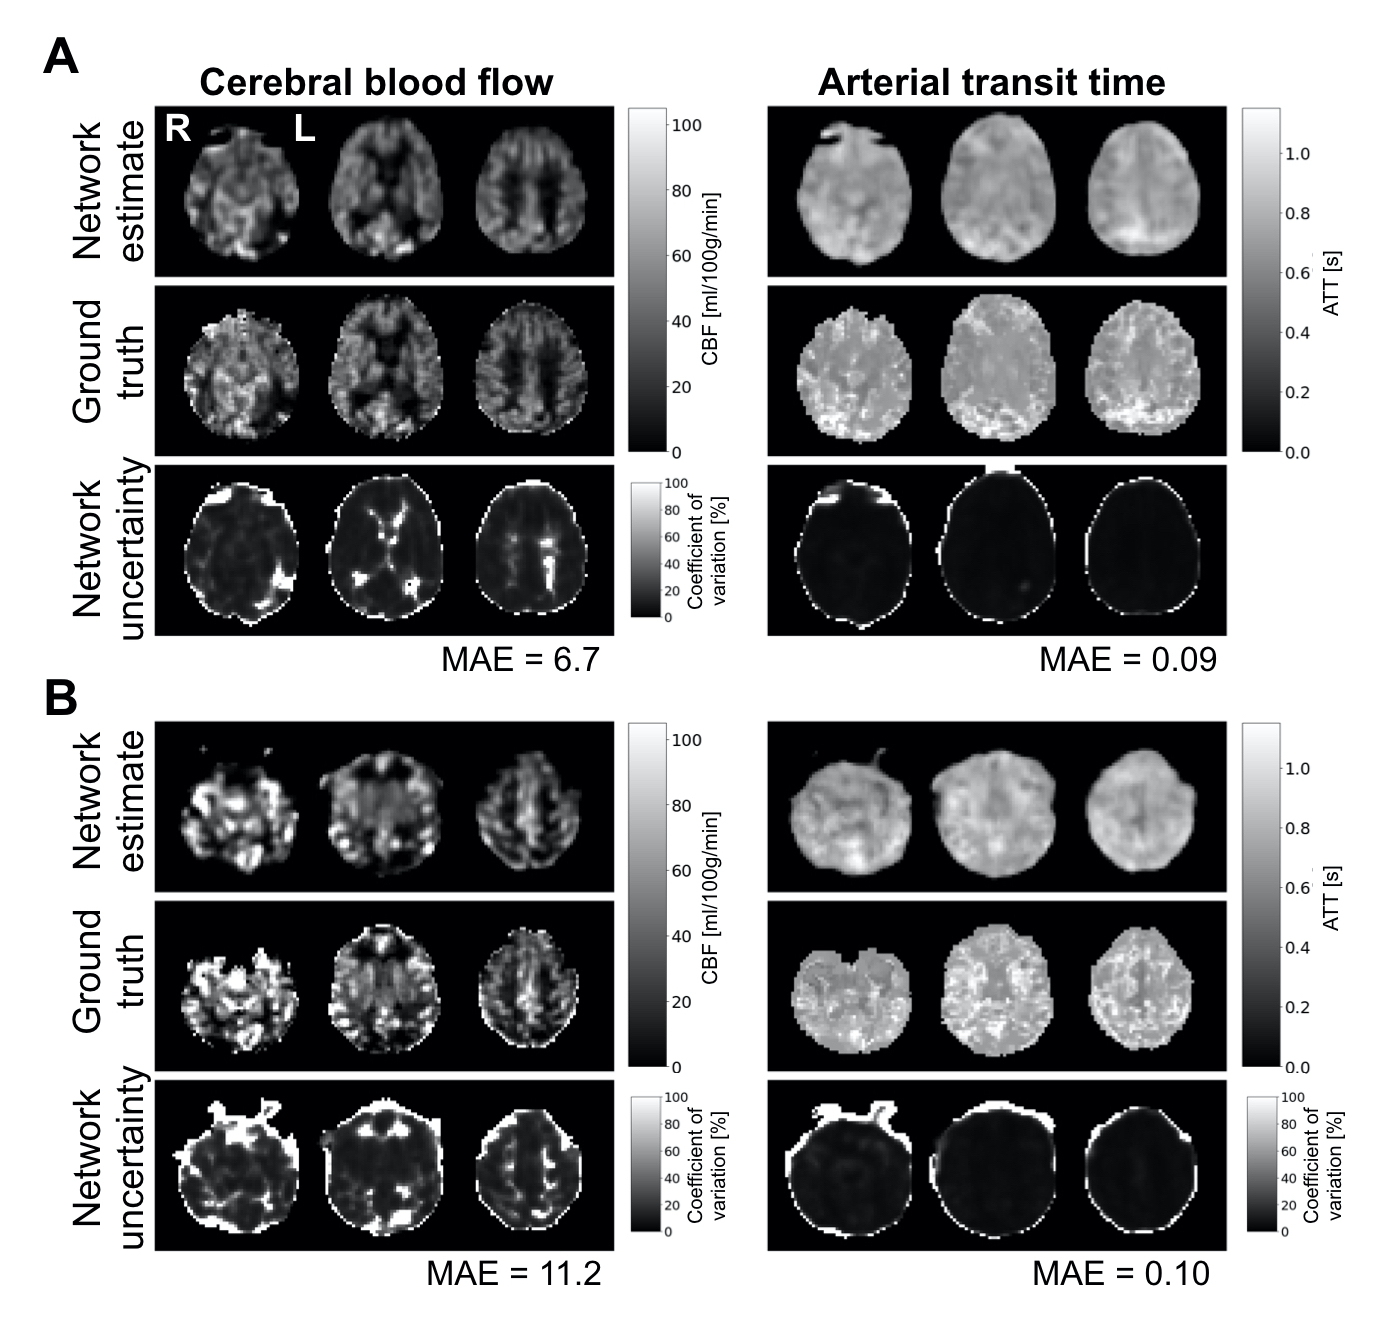 A
Cerebral blood flow
Arterial transit time
Network
estimate
R
L
100
80
60
40
20
0
CBF [ml/100g/min]
1.0
0.8
0.6
0.4
0.2
0.0
ATT [s]
Ground
truth
Network
uncertainty
100
80
60
40
20
0
Coefficient of
variation [%]
MAE = 6.7
MAE = 0.09
B
Network
estimate
100
80
60
40
20
0
CBF [ml/100g/min]
1.0
0.8
0.6
0.4
0.2
0.0
ATT [s]
Ground
truth
Network
uncertainty
100
80
60
40
20
0
Coefficient of
variation [%]
100
80
60
40
20
0
Coefficient of
variation [%]
MAE = 11.2
MAE = 0.10